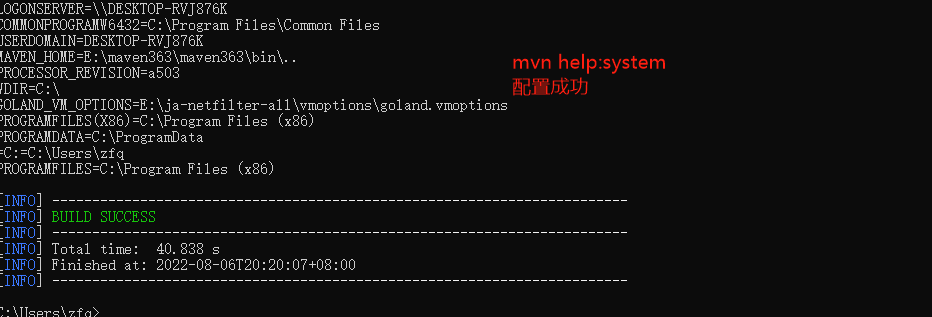 LOGONSERVER=\\DESKTOP-RVJ876K
COMMONPROGRAMW6432=C:\Program Files\Common Files
USERDOMAIN=DESKTOP-RVJ876K
MAVEN_HOME=E:\maven363\maven363\bin\..
PROCESSOR_REVISION=a503
WDIR=C:\
GOLAND_VM_OPTIONS=E:\ja-netfilter-all\vmoptions\goland.vmoptions
PROGRAMFILES(X86)=C:\Program Files (x86)
PROGRAMDATA=C:\ProgramData
=C:=C:\Users\zfq
PROGRAMFILES=C:\Program Files (x86)
mvn help:system
配置成功
[INFO] ------------------------------------------------------------------------
[INFO] BUILD SUCCESS
[INFO] ------------------------------------------------------------------------
[INFO] Total time:  40.838 s
[INFO] Finished at: 2022-08-06T20:20:07+08:00
[INFO] ------------------------------------------------------------------------
C:\Users\zfq>